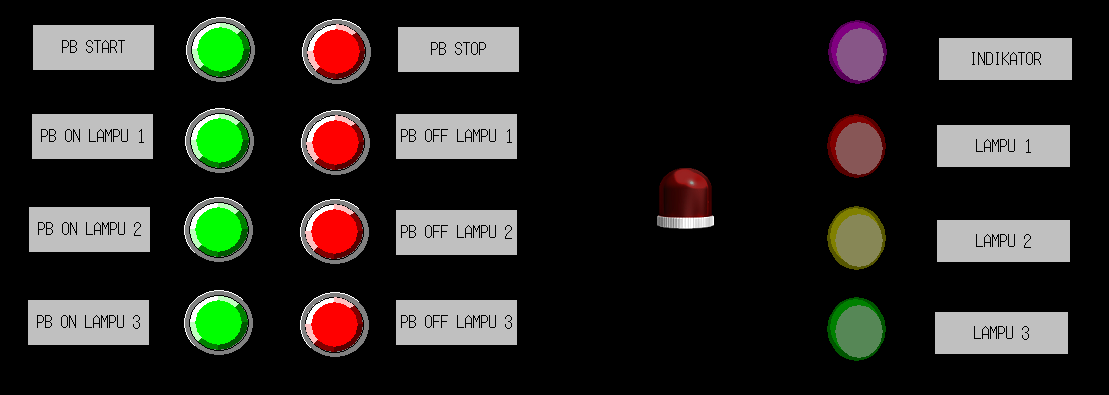 PB START
PB STOP
INDIKATOR
PB ON LAMPU 1
PB OFF LAMPU 1
LAMPU 1
PB ON LAMPU 2
PB OFF LAMPU 2
LAMPU 2
PB ON LAMPU 3
PB OFF LAMPU 3
LAMPU 3